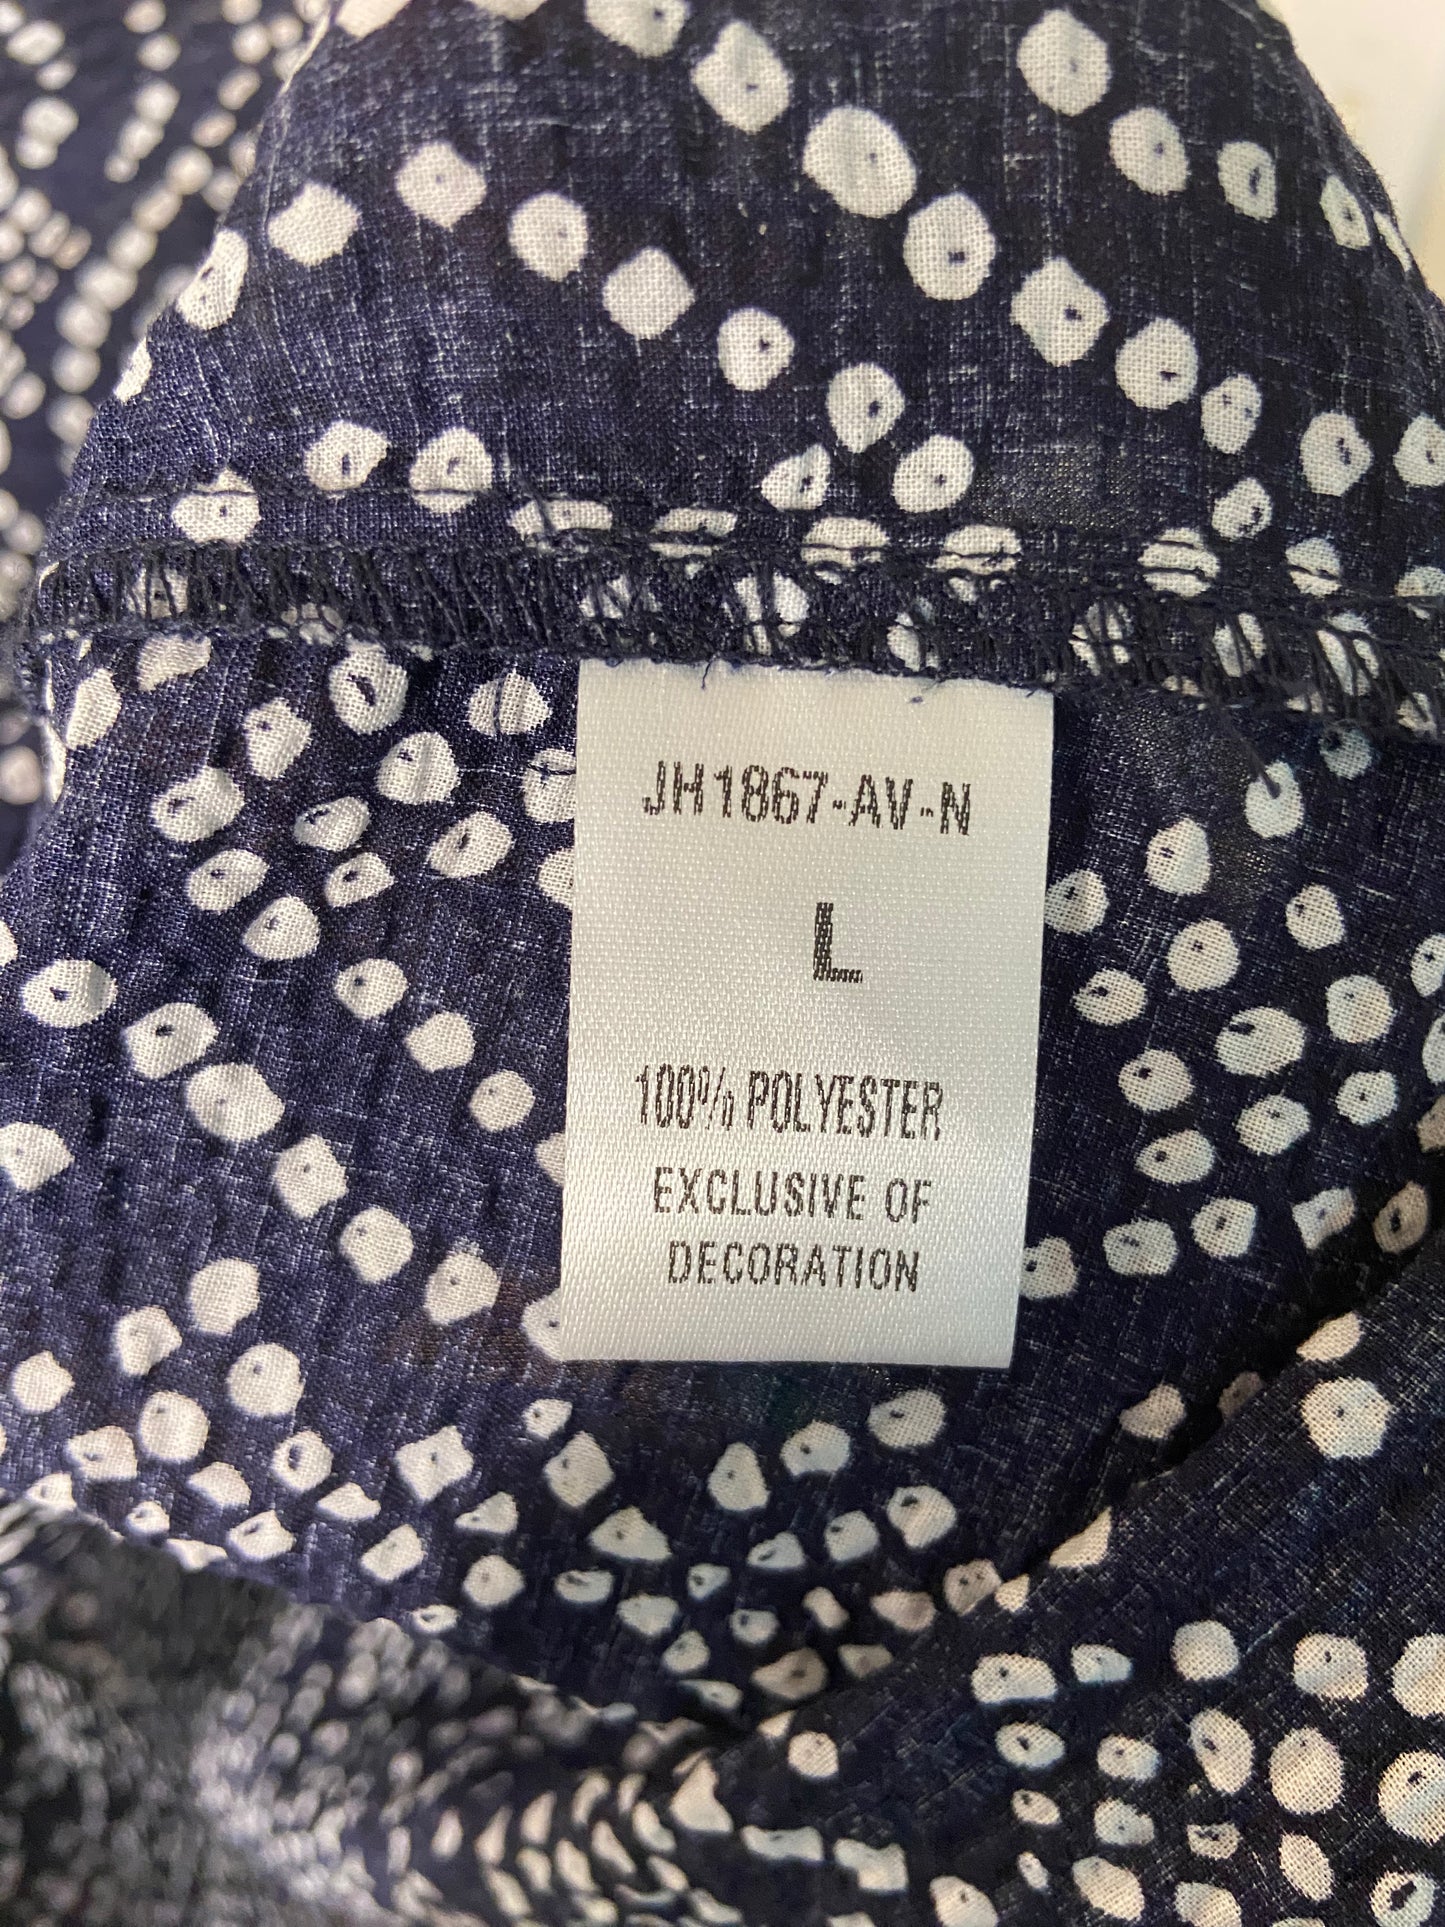 JH1867-AV-N
L
100% POLYESTER
EXCLUSIVE OF
DECORATION